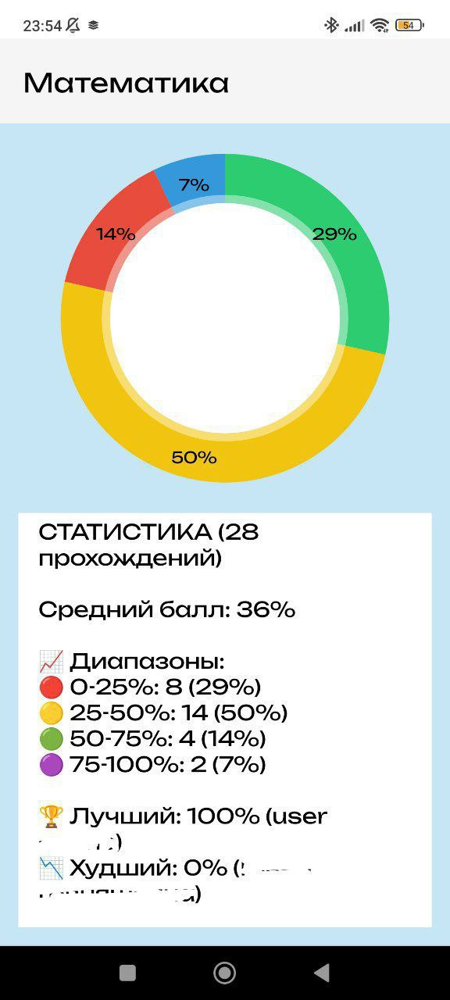 23:54
54
Математика
7%
14%
29%
50%
СТАТИСТИКА (28
прохождений)
Средний балл: 36%
📈 Диапазоны:
🔴 0-25%: 8 (29%)
🟡 25-50%: 14 (50%)
🟢 50-75%: 4 (14%)
🟣 75-100%: 2 (7%)
🏆 Лучший: 100% (user
)
📉 Худший: 0% (
)